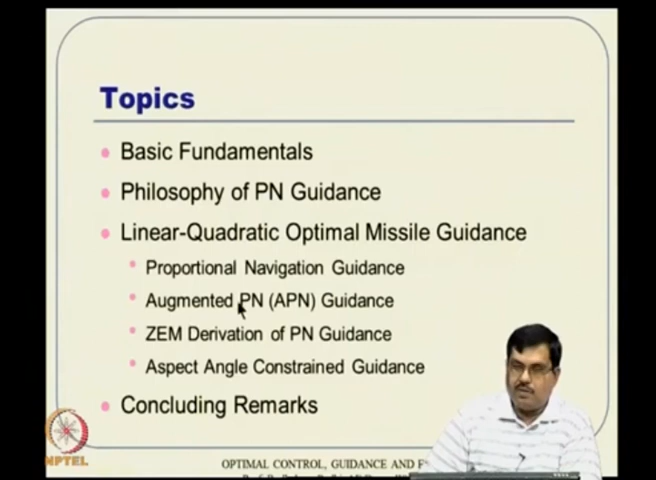 Topics
Basic Fundamentals
Philosophy of PN Guidance
Linear-Quadratic Optimal Missile Guidance
Proportional Navigation Guidance
Augmented PN (APN) Guidance
ZEM Derivation of PN Guidance
Aspect Angle Constrained Guidance
Concluding Remarks
NPTEL
OPTIMAL CONTROL, GUIDANCE AND